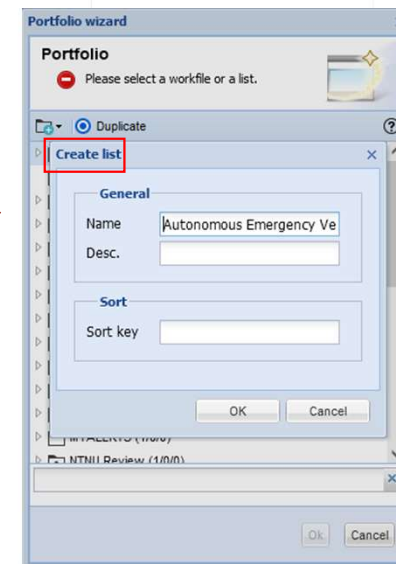 Portfolio wizard
Portfolio
Please select a workfile or a list.
Duplicate
Create list
General
Name Autonomous Emergency Ve
Desc.
Sort
Sort key
OK Cancel
NTNU Review (1/0/0)
Ok Cancel